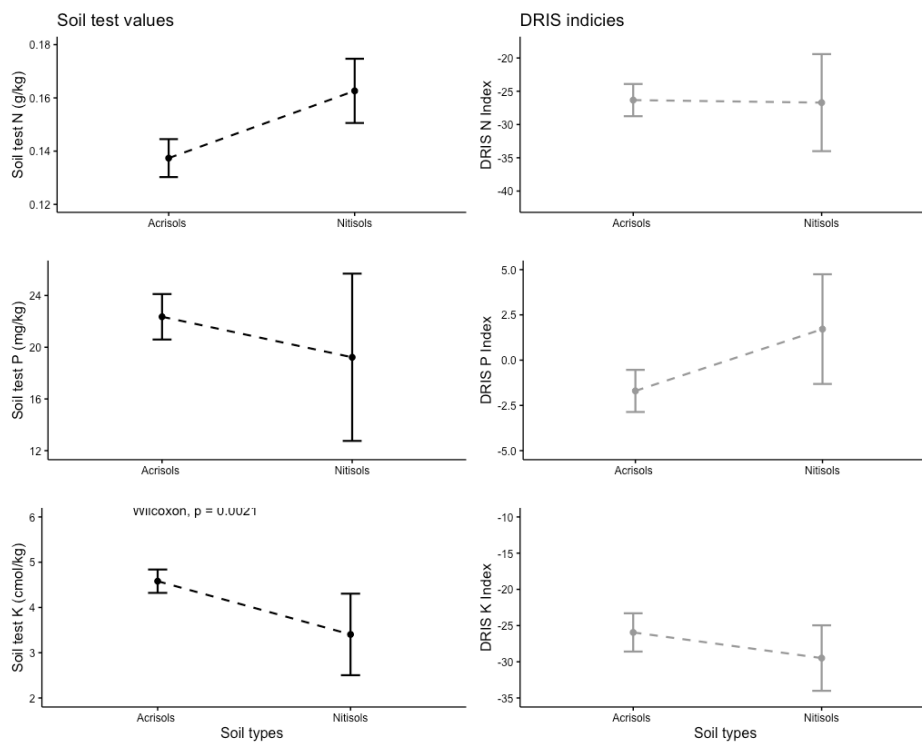 Soil test values
Soil test N (g/kg)
0.18
0.16
0.14
0.12
Acrisols Nitisols
DRIS indicies
DRIS N Index
-20
-25
-30
-35
-40
Acrisols Nitisols
Soil test P (mg/kg)
24
20
16
12
Acrisols Nitisols
DRIS P Index
5.0
2.5
0.0
-2.5
-5.0
Acrisols Nitisols
Wilcoxon, p = 0.0021
Soil test K (cmol/kg)
6
5
4
3
2
Acrisols Nitisols
Soil types
DRIS K Index
-10
-15
-20
-25
-30
-35
Acrisols Nitisols
Soil types